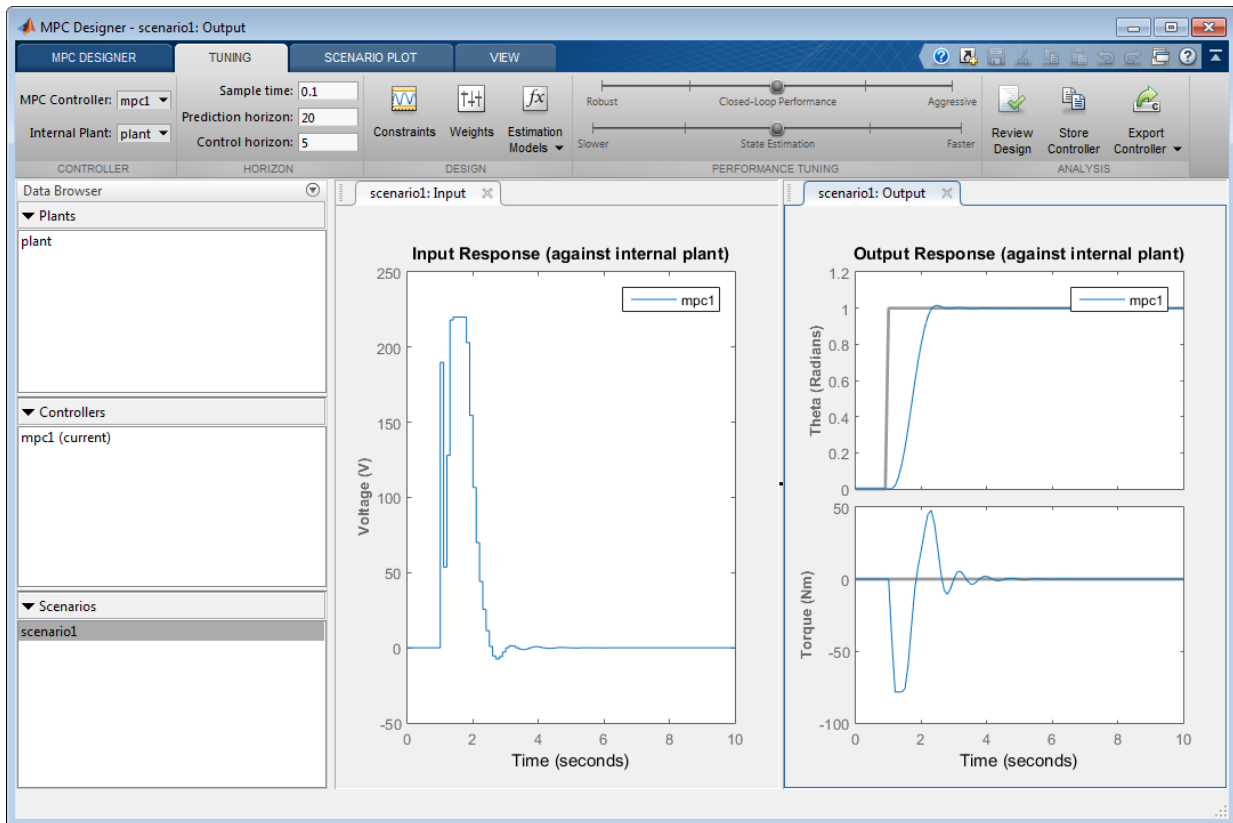 MPC Designer - scenario1: Output
MPC DESIGNER
TUNING
SCENARIO PLOT
VIEW
MPC Controller: mpc1
Internal Plant: plant
CONTROLLER
Sample time: 0.1
Prediction horizon: 20
Control horizon: 5
HORIZON
Constraints
Weights
fx
Estimation
Models
DESIGN
Robust
Closed-Loop Performance
Aggressive
Slower
State Estimation
Faster
PERFORMANCE TUNING
Review
Design
Store
Controller
C
Export
Controller
ANALYSIS
Data Browser
Plants
plant
Controllers
mpc1 (current)
Scenarios
scenario1
scenario1: Input
Input Response (against internal plant)
mpc1
Voltage (V)
250
200
150
100
50
0
-50
0 2 4 6 8 10
Time (seconds)
scenario1: Output
Output Response (against internal plant)
mpc1
Theta (Radians)
1.2
1
0.8
0.6
0.4
0.2
0
Torque (Nm)
50
0
-50
-100
0 2 4 6 8 10
Time (seconds)